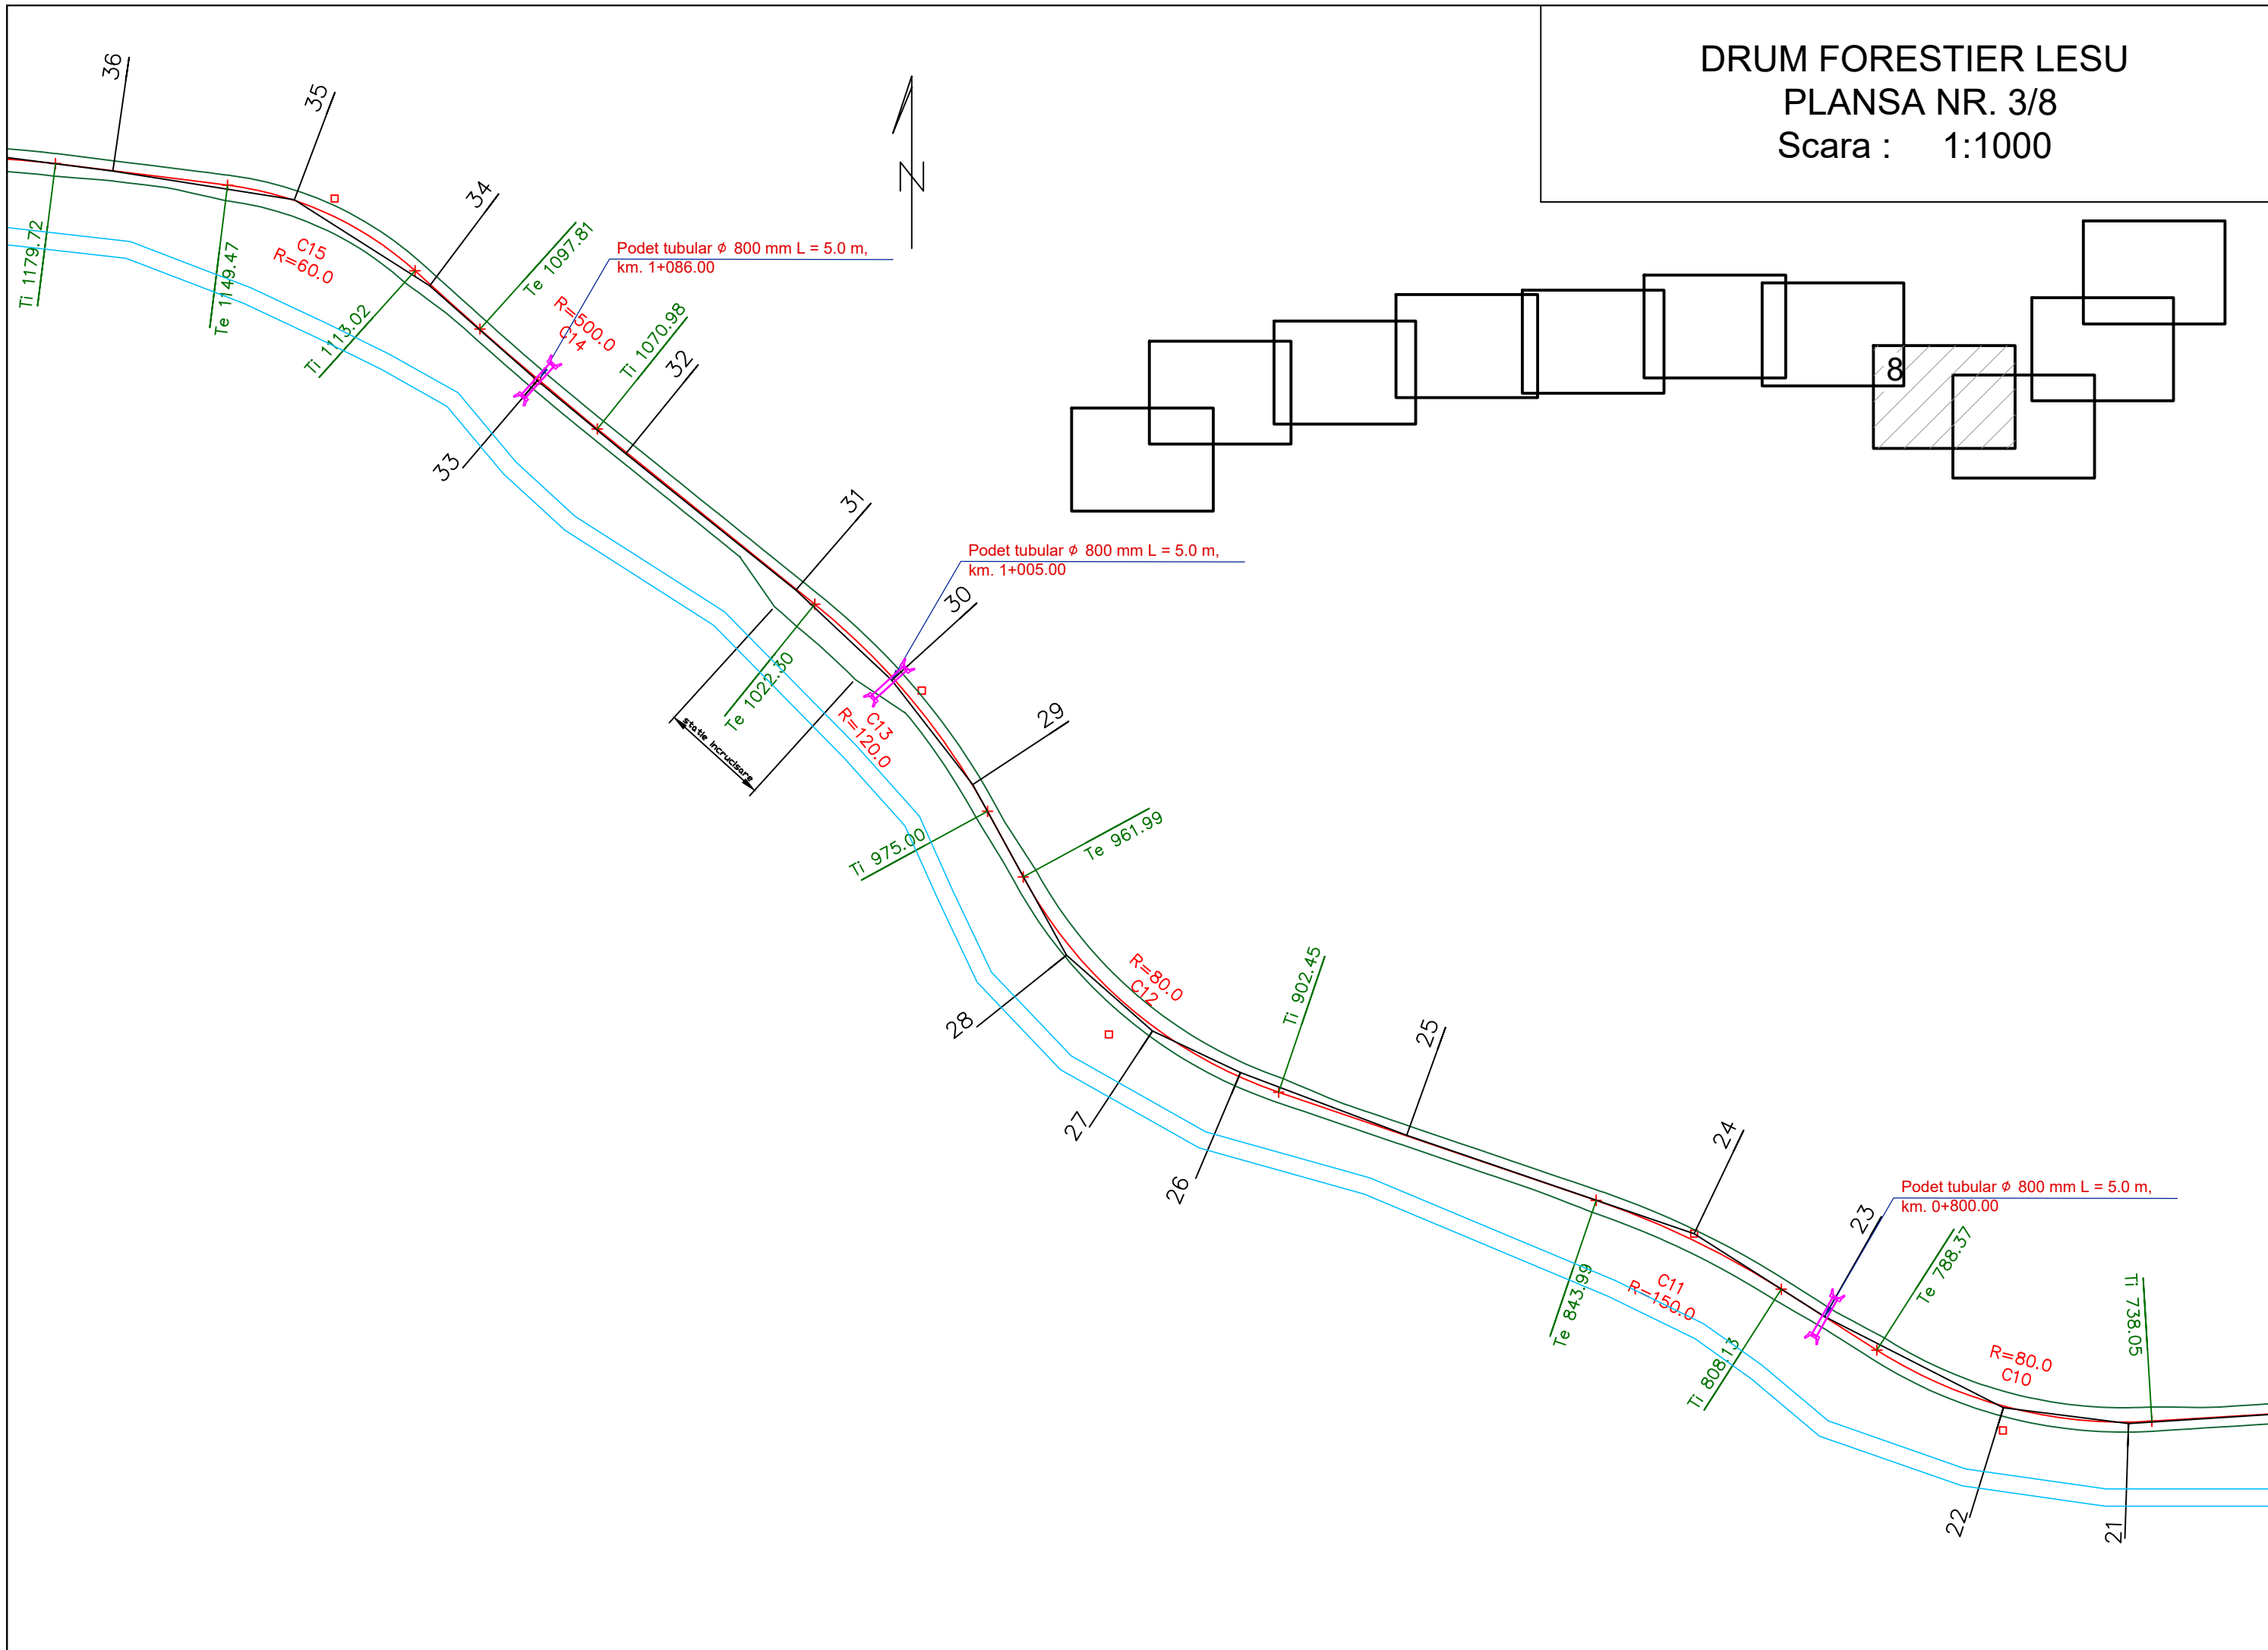 DRUM FORESTIER LESU
PLANSA NR. 3/8
Scara : 1:1000
36
35
34
N
Ti 1179.72
Te 1149.47
C15
R=60.0
Ti 1113.02
Te 1097.81
Podet tubular ϕ 800 mm L = 5.0 m,
km. 1+086.00
R=500.0
C14
Ti 1070.98
32
33
8
31
Podet tubular ϕ 800 mm L = 5.0 m,
km. 1+005.00
30
Te 1022.30
statie incrucisare
C13
R=120.0
29
Ti 975.00
Te 961.99
R=80.0
C12
28
Ti 902.45
27
26
25
24
Te 843.99
C11
R=150.0
Ti 808.13
23
Podet tubular ϕ 800 mm L = 5.0 m,
km. 0+800.00
Te 788.37
Ti 738.05
R=80.0
C10
22
21